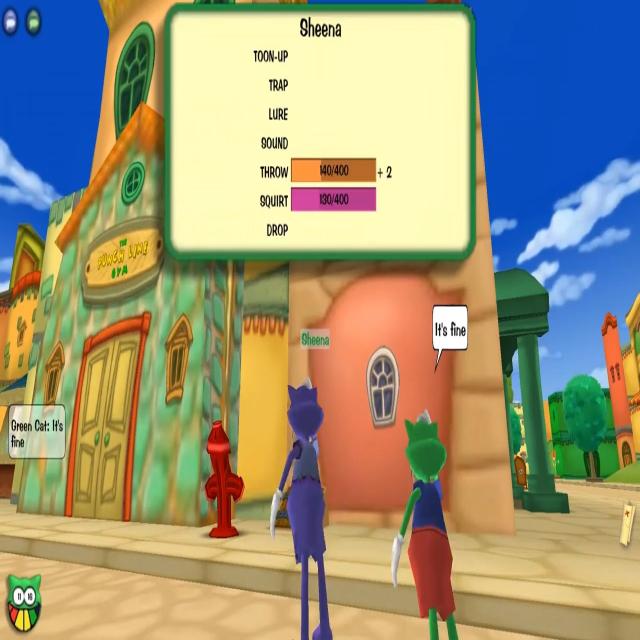 Sheena
TOON-UP
TRAP
LURE
SOUND
THROW 140/400 + 2
SQUIRT 130/400
DROP
THE
PUNCH LINE
GYM
Sheena
It's fine
Green Cat: It's
fine